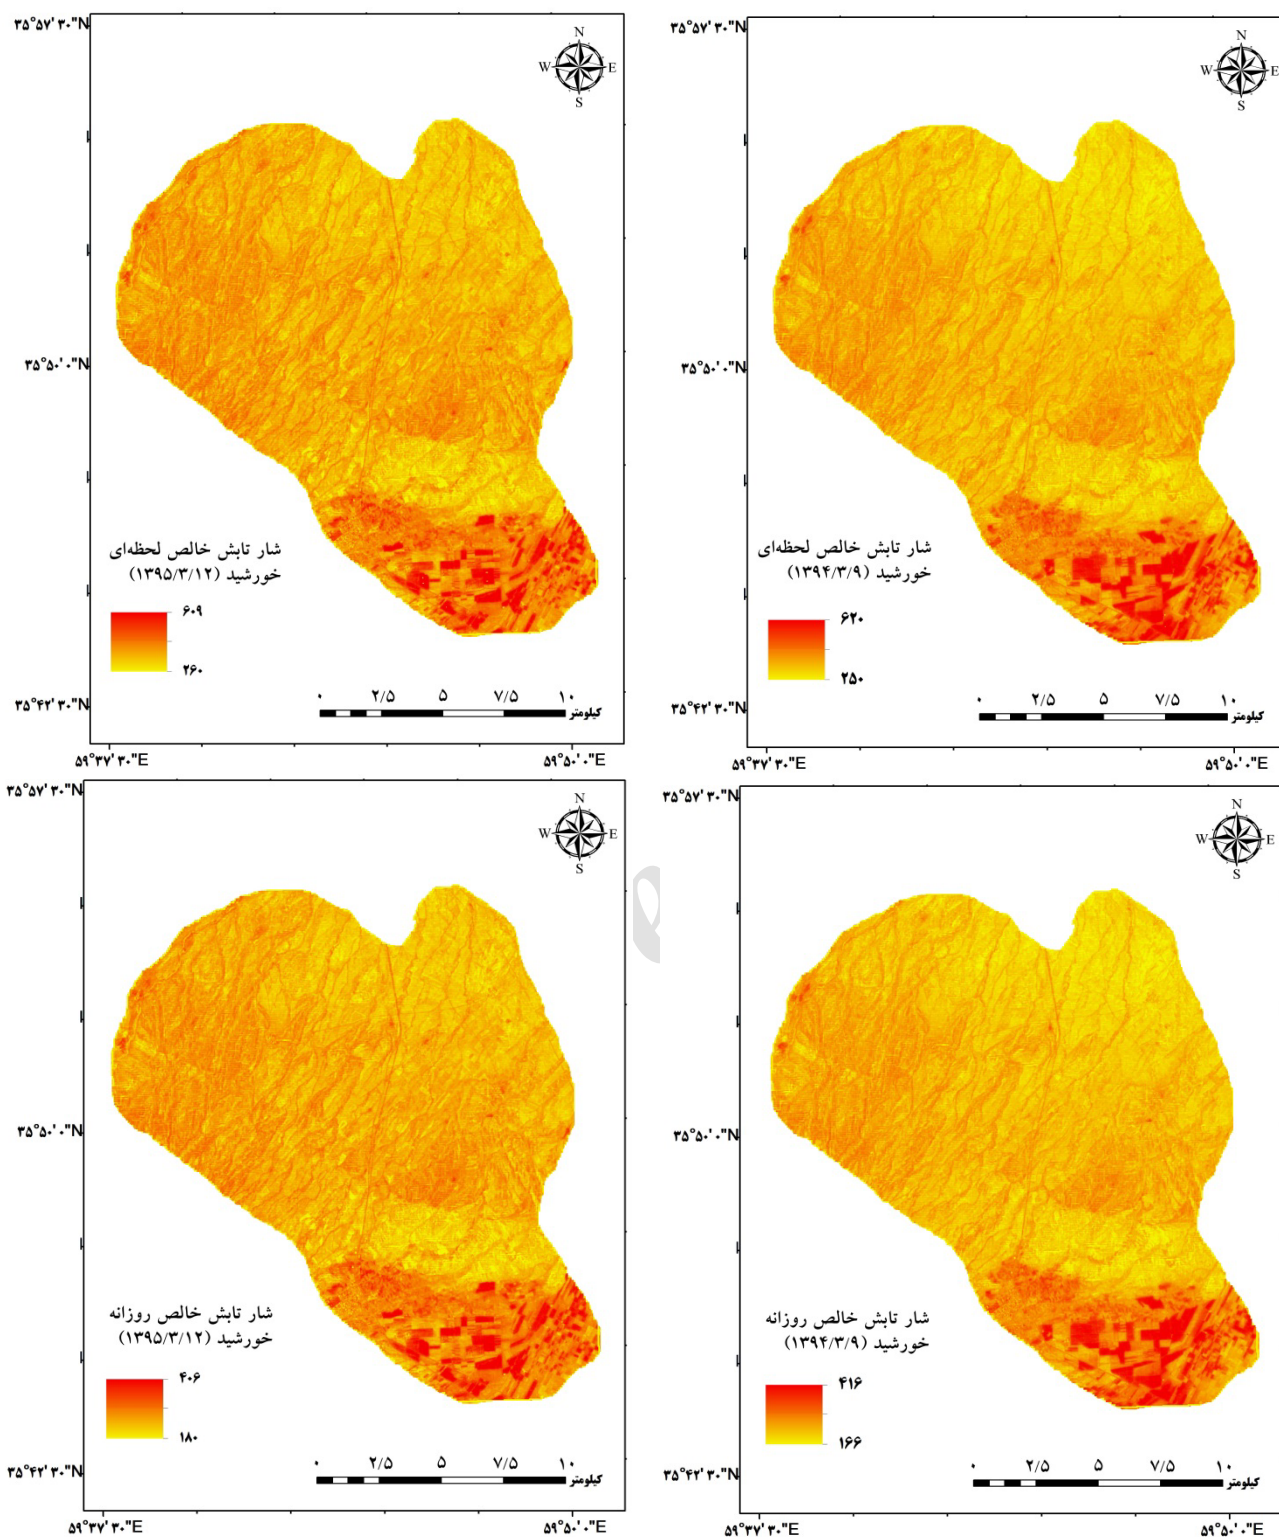 ۳۵°۵۷'۳۰"N
N
W E
S
۳۵°۵۰'۰"N
شار تابش خالص لحظه‌ای
خورشید (۱۳۹۵/۳/۱۲)
۶۰۹
۲۶۰
۰ ۲/۵ ۵ ۷/۵ ۱۰
کیلومتر
۳۵°۴۲'۳۰"N
۵۹°۳۷'۳۰"E ۵۹°۵۰'۰"E
۳۵°۵۷'۳۰"N
N
W E
S
۳۵°۵۰'۰"N
شار تابش خالص لحظه‌ای
خورشید (۱۳۹۴/۳/۹)
۶۲۰
۲۵۰
۰ ۲/۵ ۵ ۷/۵ ۱۰
کیلومتر
۳۵°۴۲'۳۰"N
۵۹°۳۷'۳۰"E ۵۹°۵۰'۰"E
۳۵°۵۷'۳۰"N
N
W E
S
۳۵°۵۰'۰"N
شار تابش خالص روزانه
خورشید (۱۳۹۵/۳/۱۲)
۴۰۶
۱۸۰
۰ ۲/۵ ۵ ۷/۵ ۱۰
کیلومتر
۳۵°۴۲'۳۰"N
۵۹°۳۷'۳۰"E ۵۹°۵۰'۰"E
۳۵°۵۷'۳۰"N
N
W E
S
۳۵°۵۰'۰"N
شار تابش خالص روزانه
خورشید (۱۳۹۴/۳/۹)
۴۱۶
۱۶۶
۰ ۲/۵ ۵ ۷/۵ ۱۰
کیلومتر
۳۵°۴۲'۳۰"N
۵۹°۳۷'۳۰"E ۵۹°۵۰'۰"E